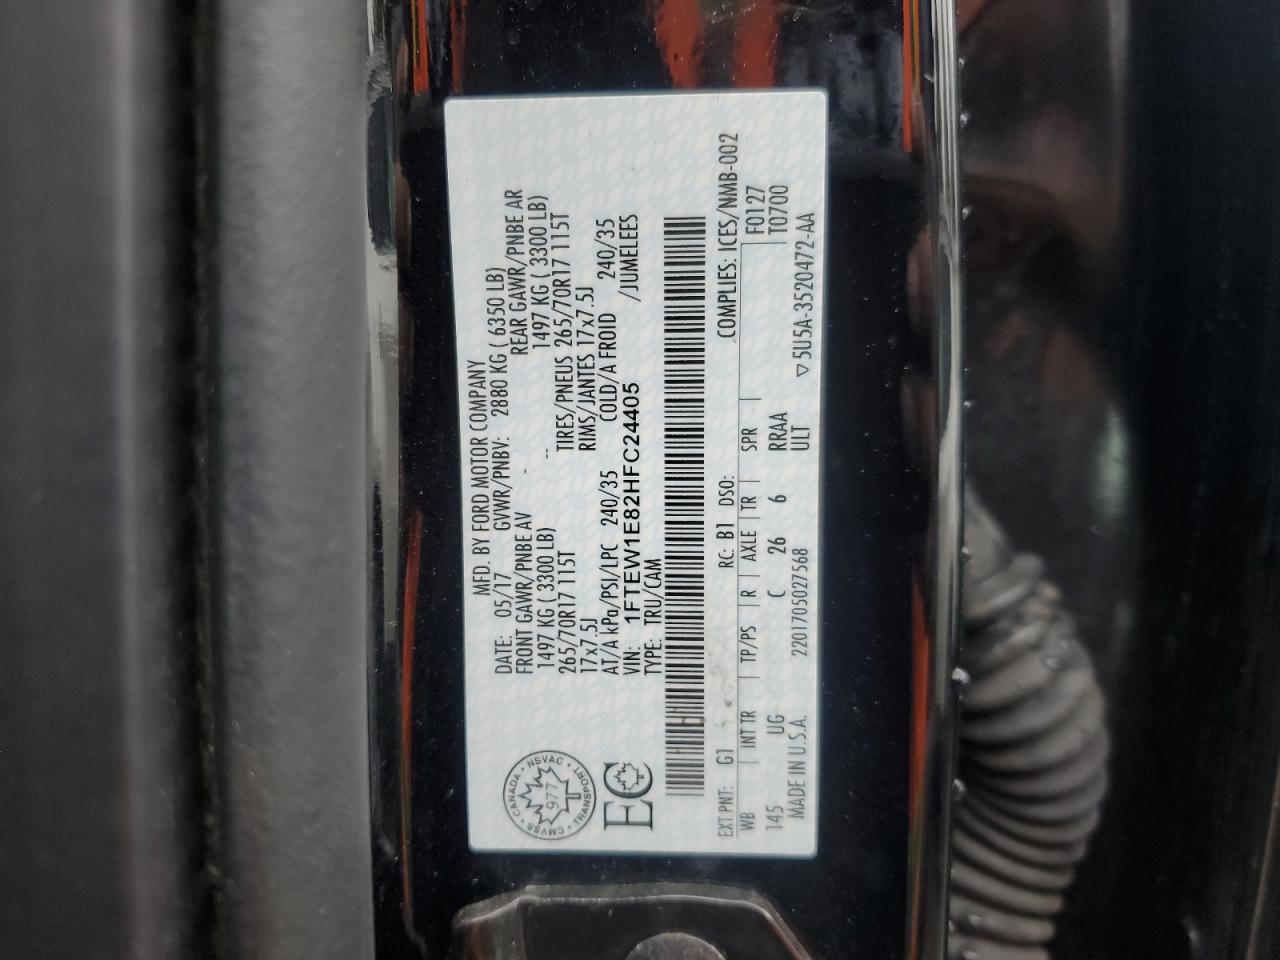 MFD. BY FORD MOTOR COMPANY
DATE: 05/17 GVWR/PNBV: 2880 KG ( 6350 LB)
FRONT GAWR/PNBE AV - REAR GAWR/PNBE AR
1497 KG ( 3300 LB) -- 1497 KG ( 3300 LB)
265/70R17 115T TIRES/PNEUS 265/70R17 115T
17x7.5J RIMS/JANTES 17x7.5J
AT/A kPa/PSI/LPC 240/35 COLD/A FROID 240/35
VIN: 1FTEW1E82HFC24405 /JUMELEES
TYPE: TRU/CAM
CANADA • NSVAC • TRANSPORT • CMVSS •
977
EC
EXT PNT: G1 RC: B1 DSO: COMPLIES: ICES/NMB-002
WB INT TR TP/PS R AXLE TR SPR F0127
145 UG C 26 6 RRAA T0700
ULT
MADE IN U.S.A. 2201705027568 ▽5U5A-3520472-AA